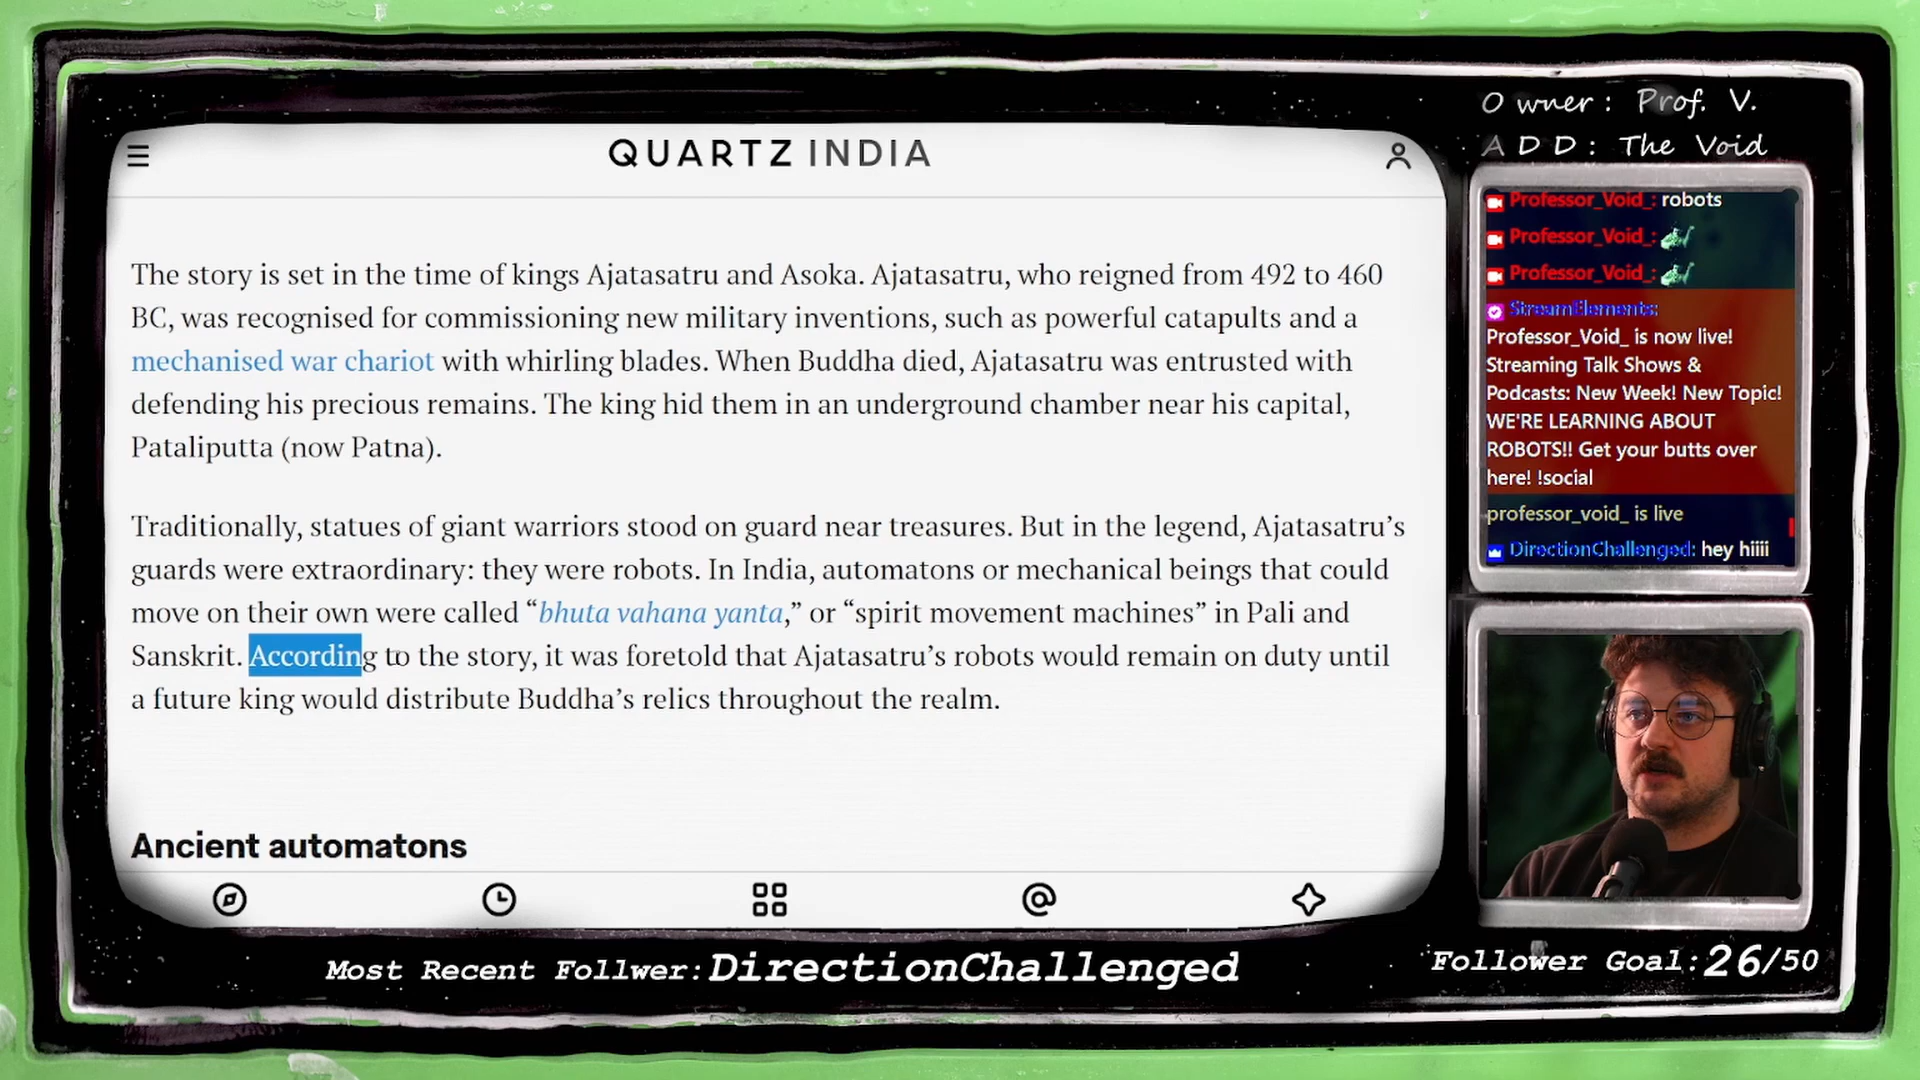 QUARTZ INDIA
The story is set in the time of kings Ajatasatru and Asoka. Ajatasatru, who reigned from 492 to 460
BC, was recognised for commissioning new military inventions, such as powerful catapults and a
mechanised war chariot with whirling blades. When Buddha died, Ajatasatru was entrusted with
defending his precious remains. The king hid them in an underground chamber near his capital,
Pataliputta (now Patna).
Traditionally, statues of giant warriors stood on guard near treasures. But in the legend, Ajatasatru’s
guards were extraordinary: they were robots. In India, automatons or mechanical beings that could
move on their own were called “bhuta vahana yanta,” or “spirit movement machines” in Pali and
Sanskrit. According to the story, it was foretold that Ajatasatru’s robots would remain on duty until
a future king would distribute Buddha’s relics throughout the realm.
Ancient automatons
Owner: Prof. V.
ADD: The Void
Professor_Void_: robots
Professor_Void_:
Professor_Void_:
StreamElements:
Professor_Void_ is now live!
Streaming Talk Shows &
Podcasts: New Week! New Topic!
WE'RE LEARNING ABOUT
ROBOTS!! Get your butts over
here! !social
professor_void_ is live
DirectionChallenged: hey hiiii
Most Recent Follwer: DirectionChallenged
Follower Goal: 26/50